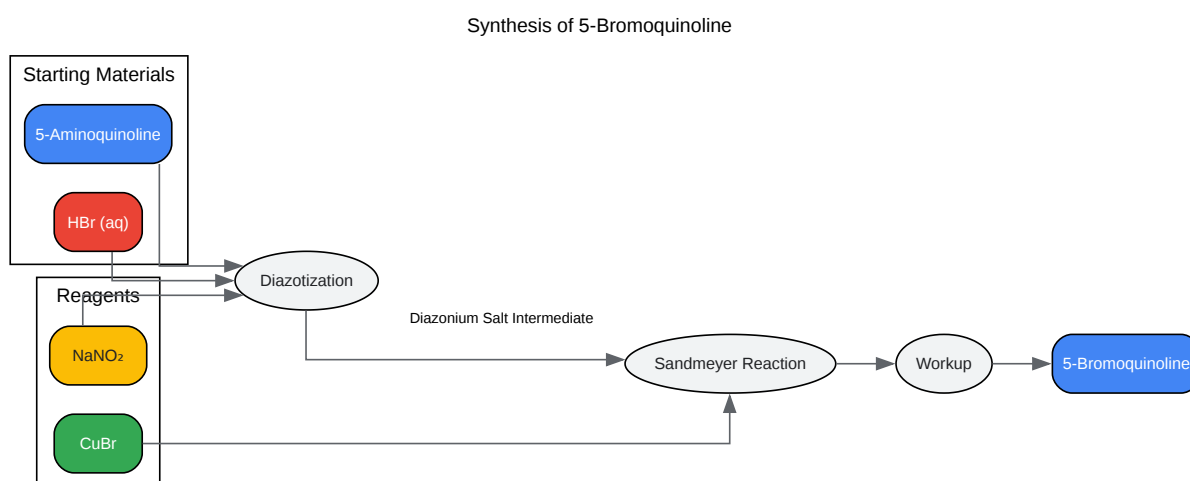 Synthesis of 5-Bromoquinoline
Starting Materials
5-Aminoquinoline
HBr (aq)
Diazotization
Reagents
Diazonium Salt Intermediate
NaNO₂
Sandmeyer Reaction
Workup
5-Bromoquinoline
CuBr